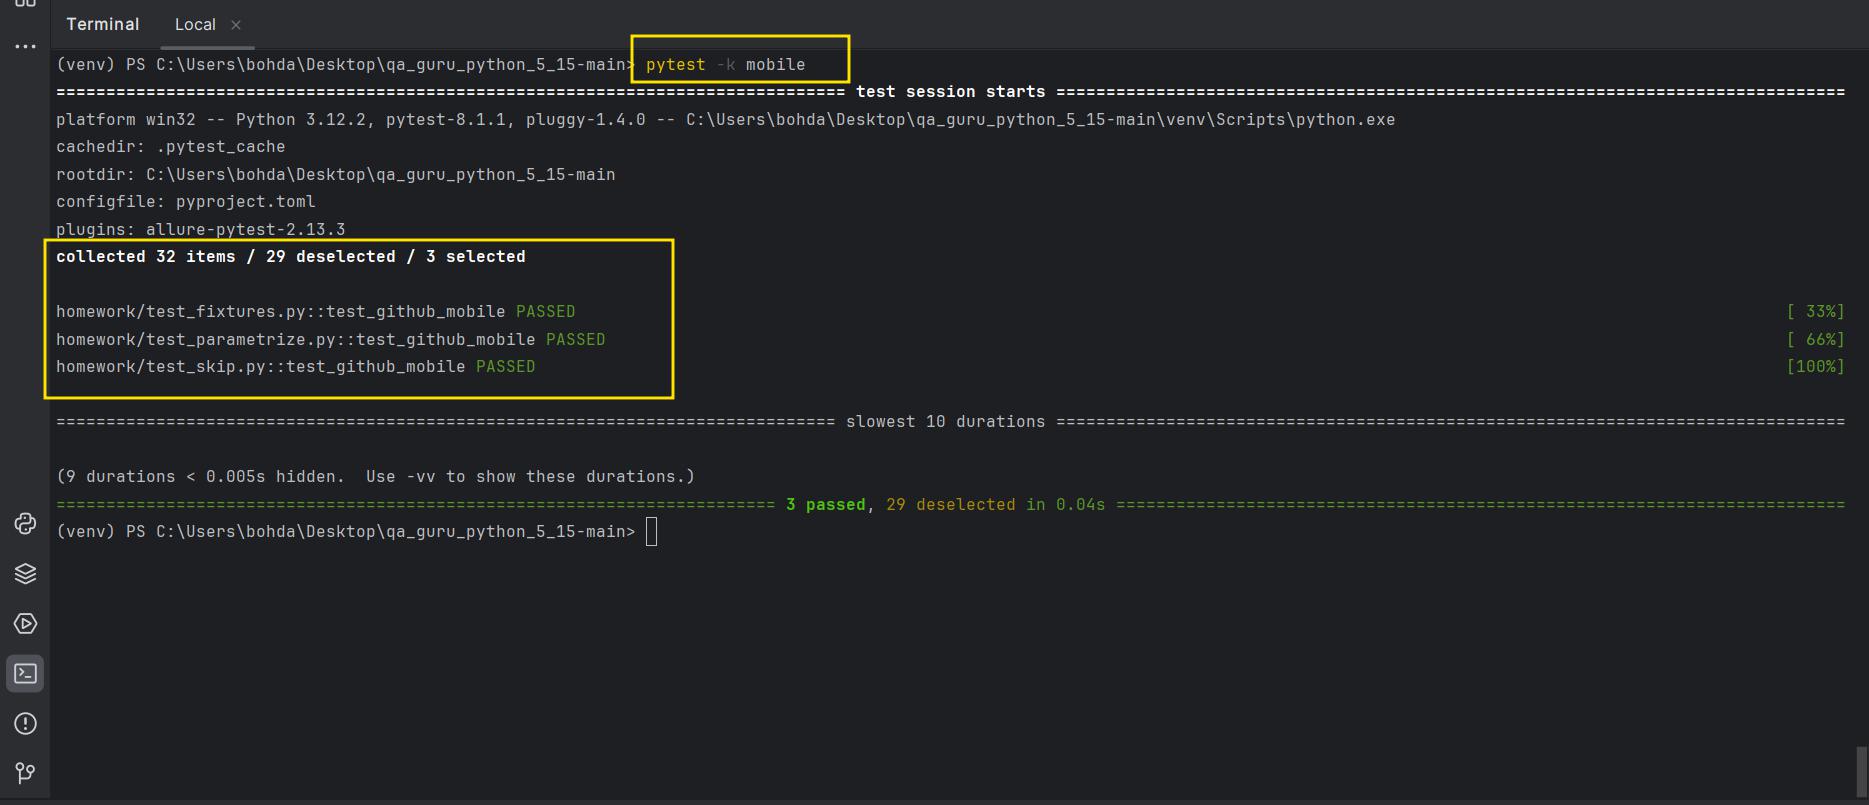 Terminal Local ×
(venv) PS C:\Users\bohda\Desktop\qa_guru_python_5_15-main> pytest -k mobile
=============================================================================== test session starts ===============================================================================
platform win32 -- Python 3.12.2, pytest-8.1.1, pluggy-1.4.0 -- C:\Users\bohda\Desktop\qa_guru_python_5_15-main\venv\Scripts\python.exe
cachedir: .pytest_cache
rootdir: C:\Users\bohda\Desktop\qa_guru_python_5_15-main
configfile: pyproject.toml
plugins: allure-pytest-2.13.3
collected 32 items / 29 deselected / 3 selected
homework/test_fixtures.py::test_github_mobile PASSED [ 33%]
homework/test_parametrize.py::test_github_mobile PASSED [ 66%]
homework/test_skip.py::test_github_mobile PASSED [100%]
============================================================================== slowest 10 durations ===============================================================================
(9 durations < 0.005s hidden.  Use -vv to show these durations.)
======================================================================== 3 passed, 29 deselected in 0.04s =========================================================================
(venv) PS C:\Users\bohda\Desktop\qa_guru_python_5_15-main>